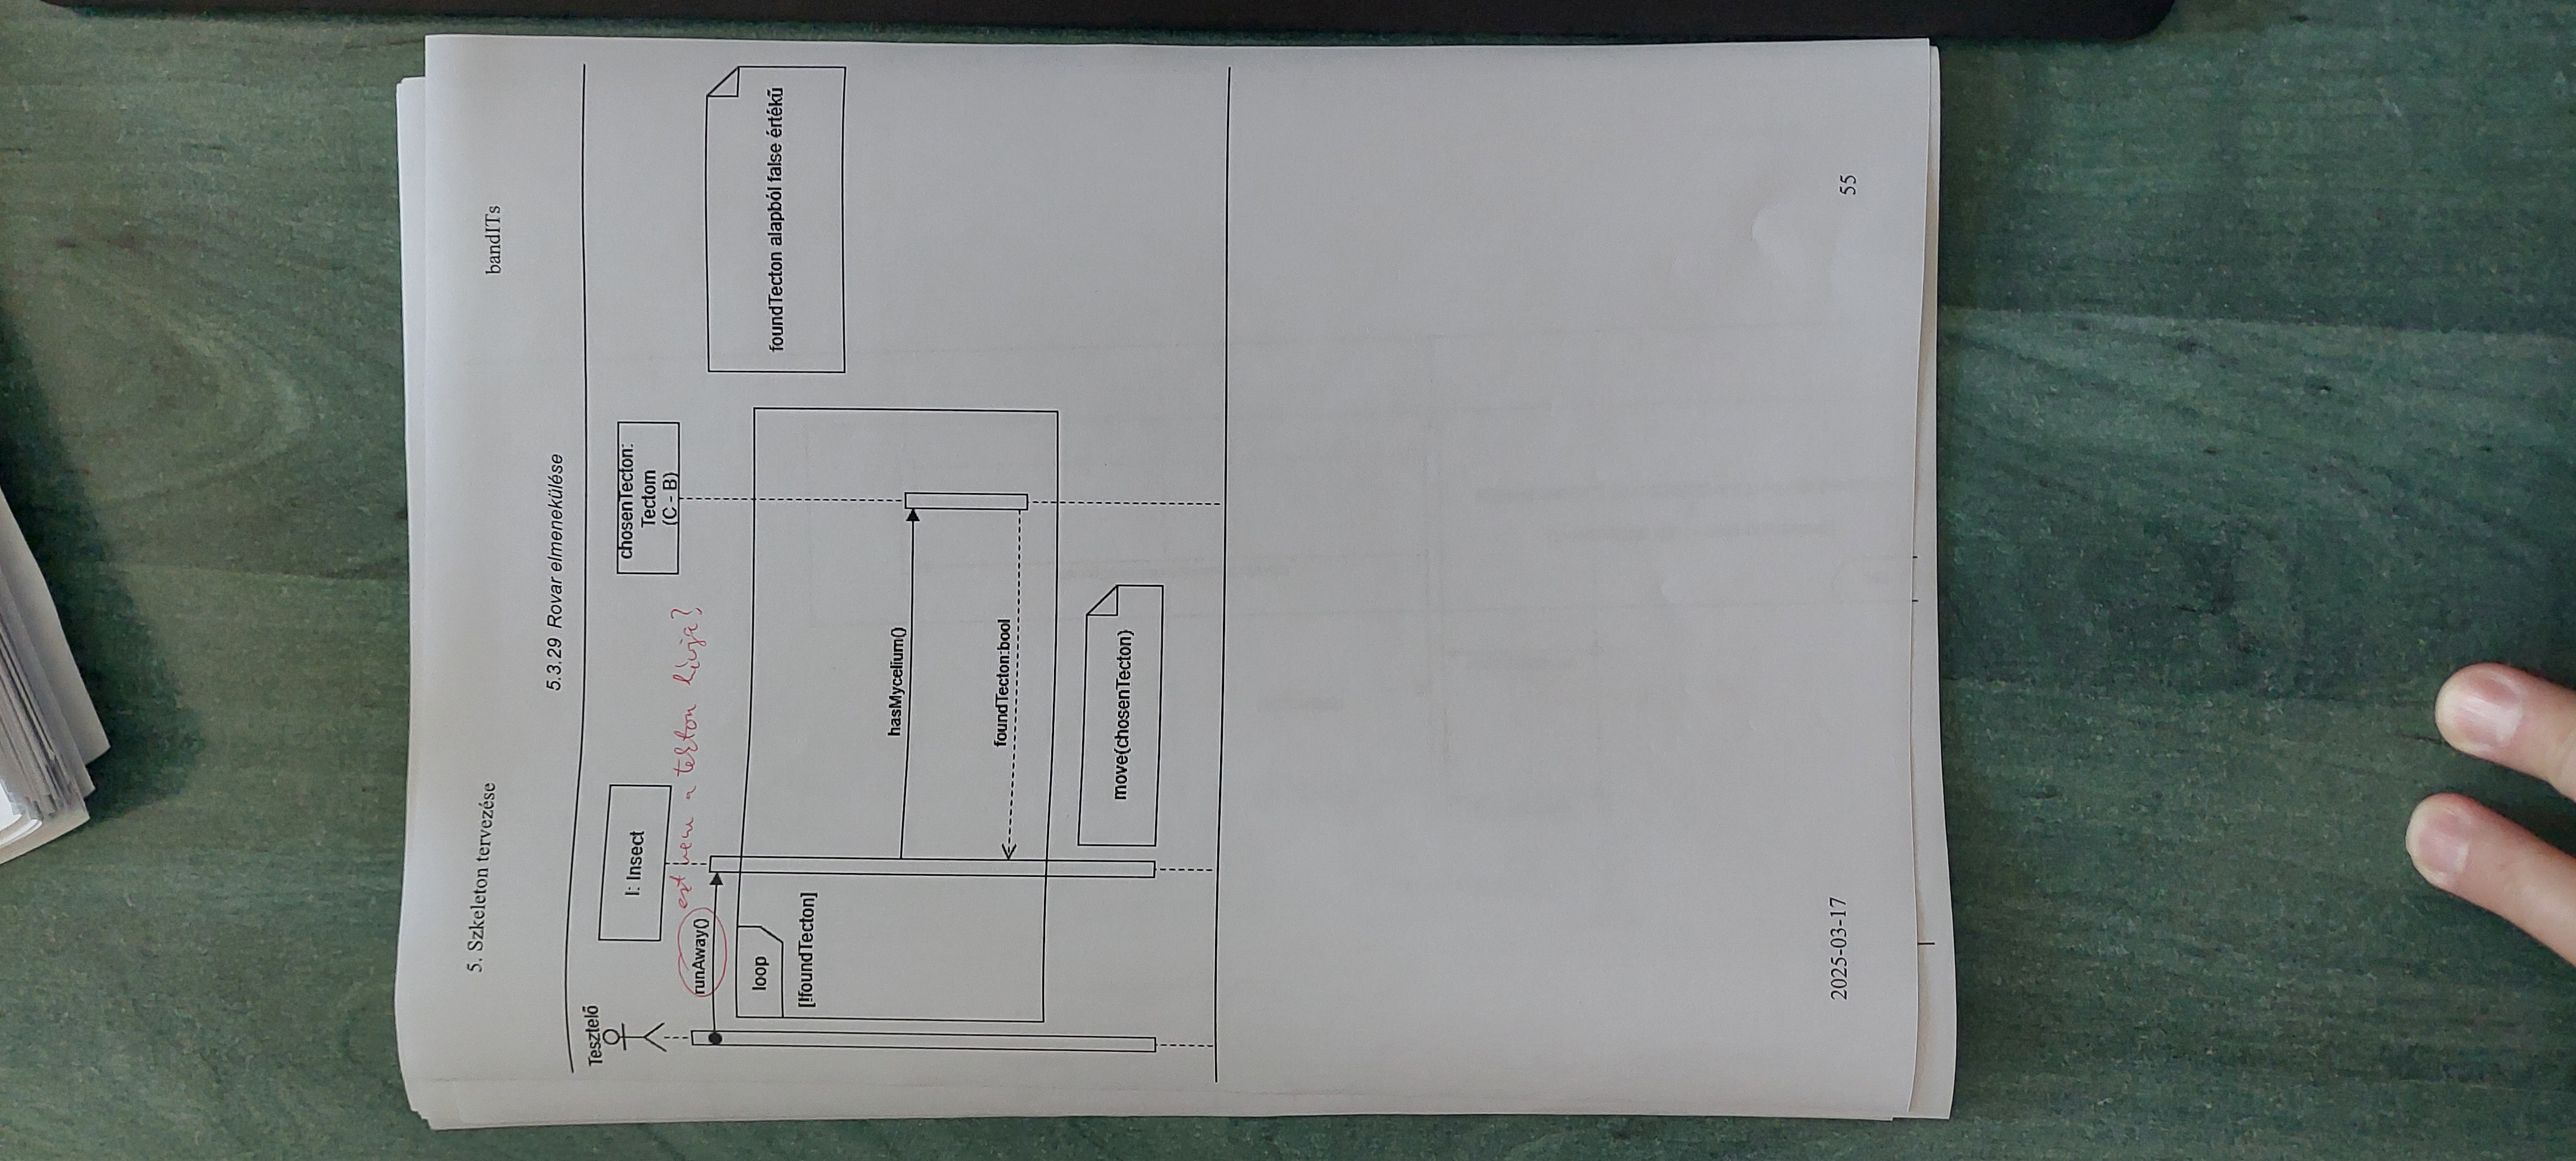 5. Szkeleton tervezése
bandITs
5.3.29 Rovar elmenekülése
Tesztelő
I: Insect
chosenTecton:
Tectom
(C - B)
runAway()
ezt nem a tekton hívja?
loop
[!foundTecton]
foundTecton alapból false értékű
hasMycelium()
foundTecton:bool
move(chosenTecton)
2025-03-17
55